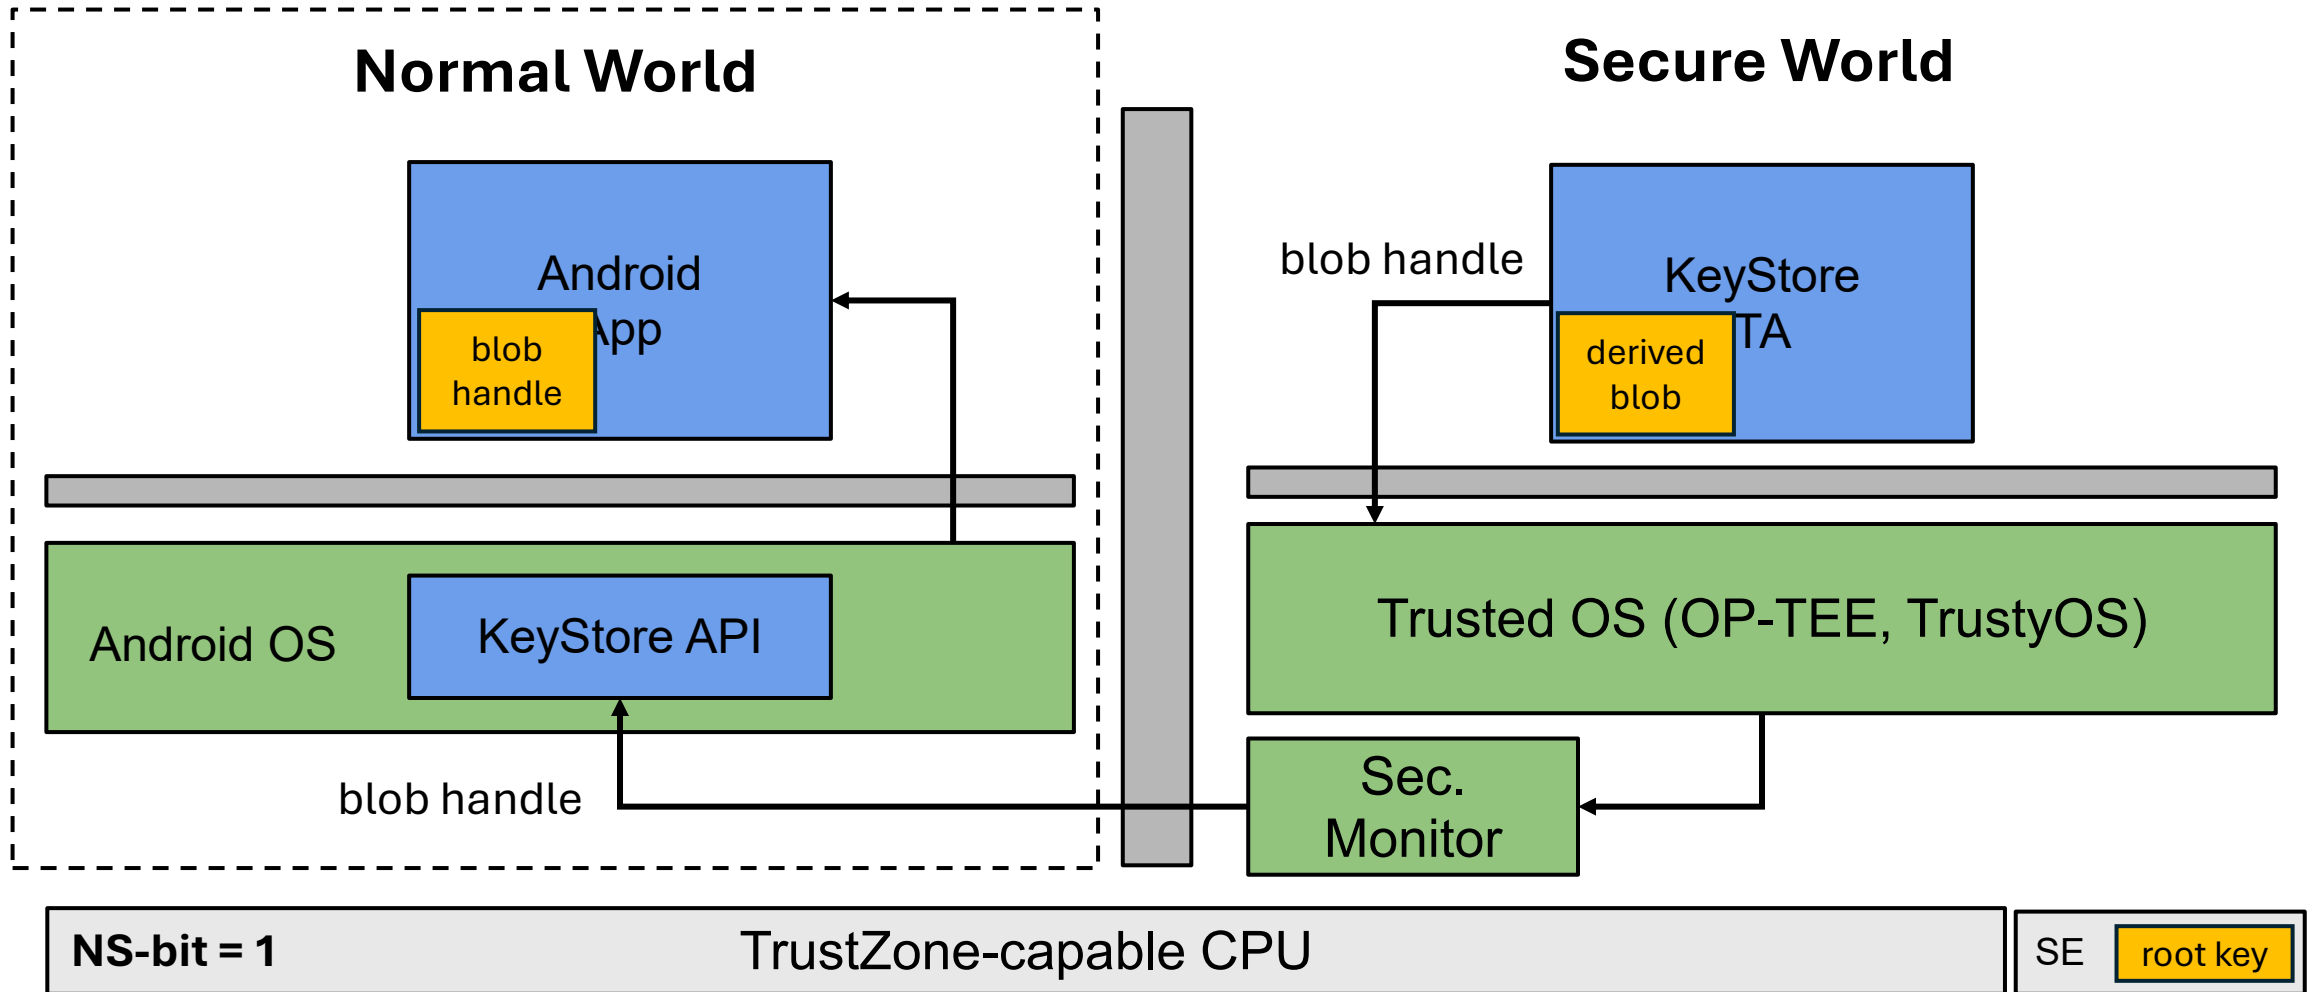 Normal World
Secure World
Android
App
blob
handle
blob handle
KeyStore
TA
derived
blob
Android OS
KeyStore API
Trusted OS (OP-TEE, TrustyOS)
blob handle
Sec.
Monitor
NS-bit = 1
TrustZone-capable CPU
SE
root key